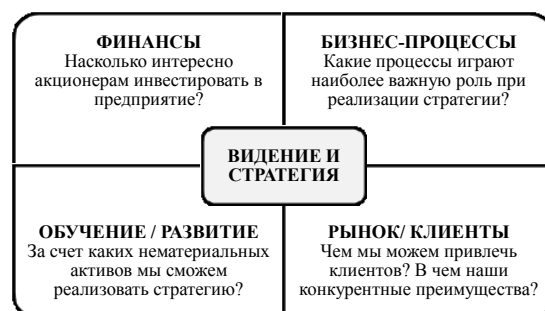 ФИНАНСЫ
Насколько интересно
акционерам инвестировать в
предприятие?
БИЗНЕС-ПРОЦЕССЫ
Какие процессы играют
наиболее важную роль при
реализации стратегии?
ВИДЕНИЕ И
СТРАТЕГИЯ
ОБУЧЕНИЕ / РАЗВИТИЕ
За счет каких нематериальных
активов мы сможем
реализовать стратегию?
РЫНОК/ КЛИЕНТЫ
Чем мы можем привлечь
клиентов? В чем наши
конкурентные преимущества?